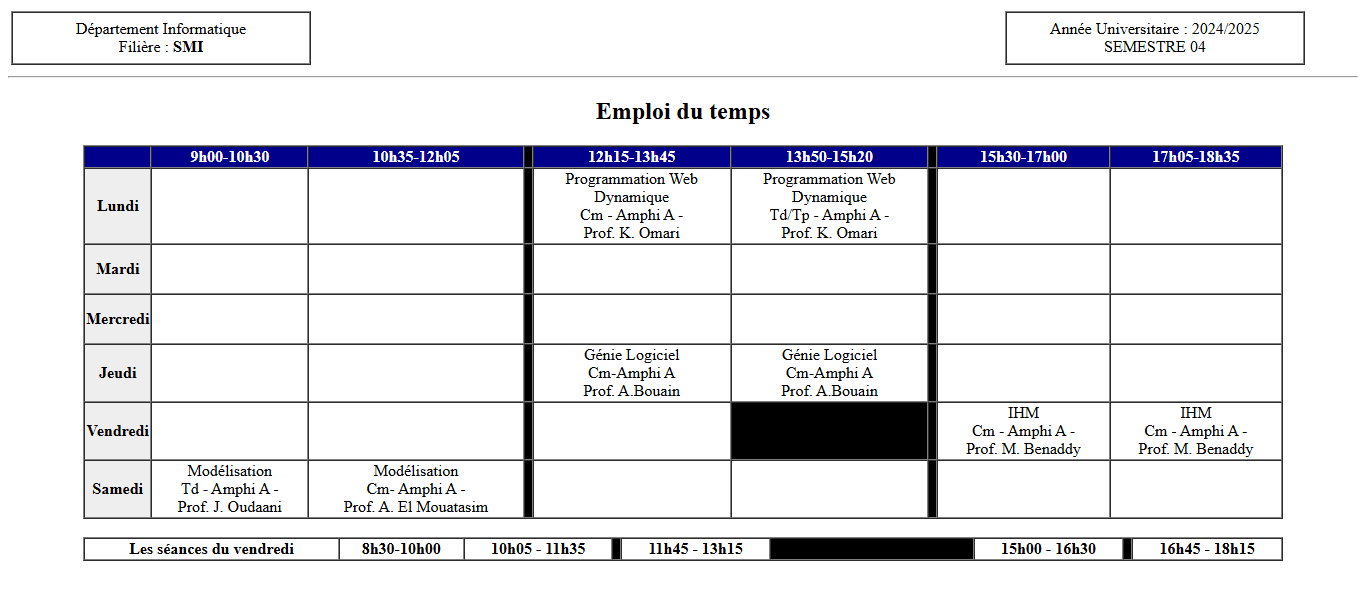 Département Informatique
Filière : SMI
Année Universitaire : 2024/2025
SEMESTRE 04
Emploi du temps
9h00-10h30 10h35-12h05 12h15-13h45 13h50-15h20 15h30-17h00 17h05-18h35
Lundi
Programmation Web
Dynamique
Cm - Amphi A -
Prof. K. Omari
Programmation Web
Dynamique
Td/Tp - Amphi A -
Prof. K. Omari
Mardi
Mercredi
Jeudi
Génie Logiciel
Cm-Amphi A
Prof. A.Bouain
Génie Logiciel
Cm-Amphi A
Prof. A.Bouain
Vendredi
IHM
Cm - Amphi A -
Prof. M. Benaddy
IHM
Cm - Amphi A -
Prof. M. Benaddy
Samedi
Modélisation
Td - Amphi A -
Prof. J. Oudaani
Modélisation
Cm- Amphi A -
Prof. A. El Mouatasim
Les séances du vendredi 8h30-10h00 10h05 - 11h35 11h45 - 13h15 15h00 - 16h30 16h45 - 18h15